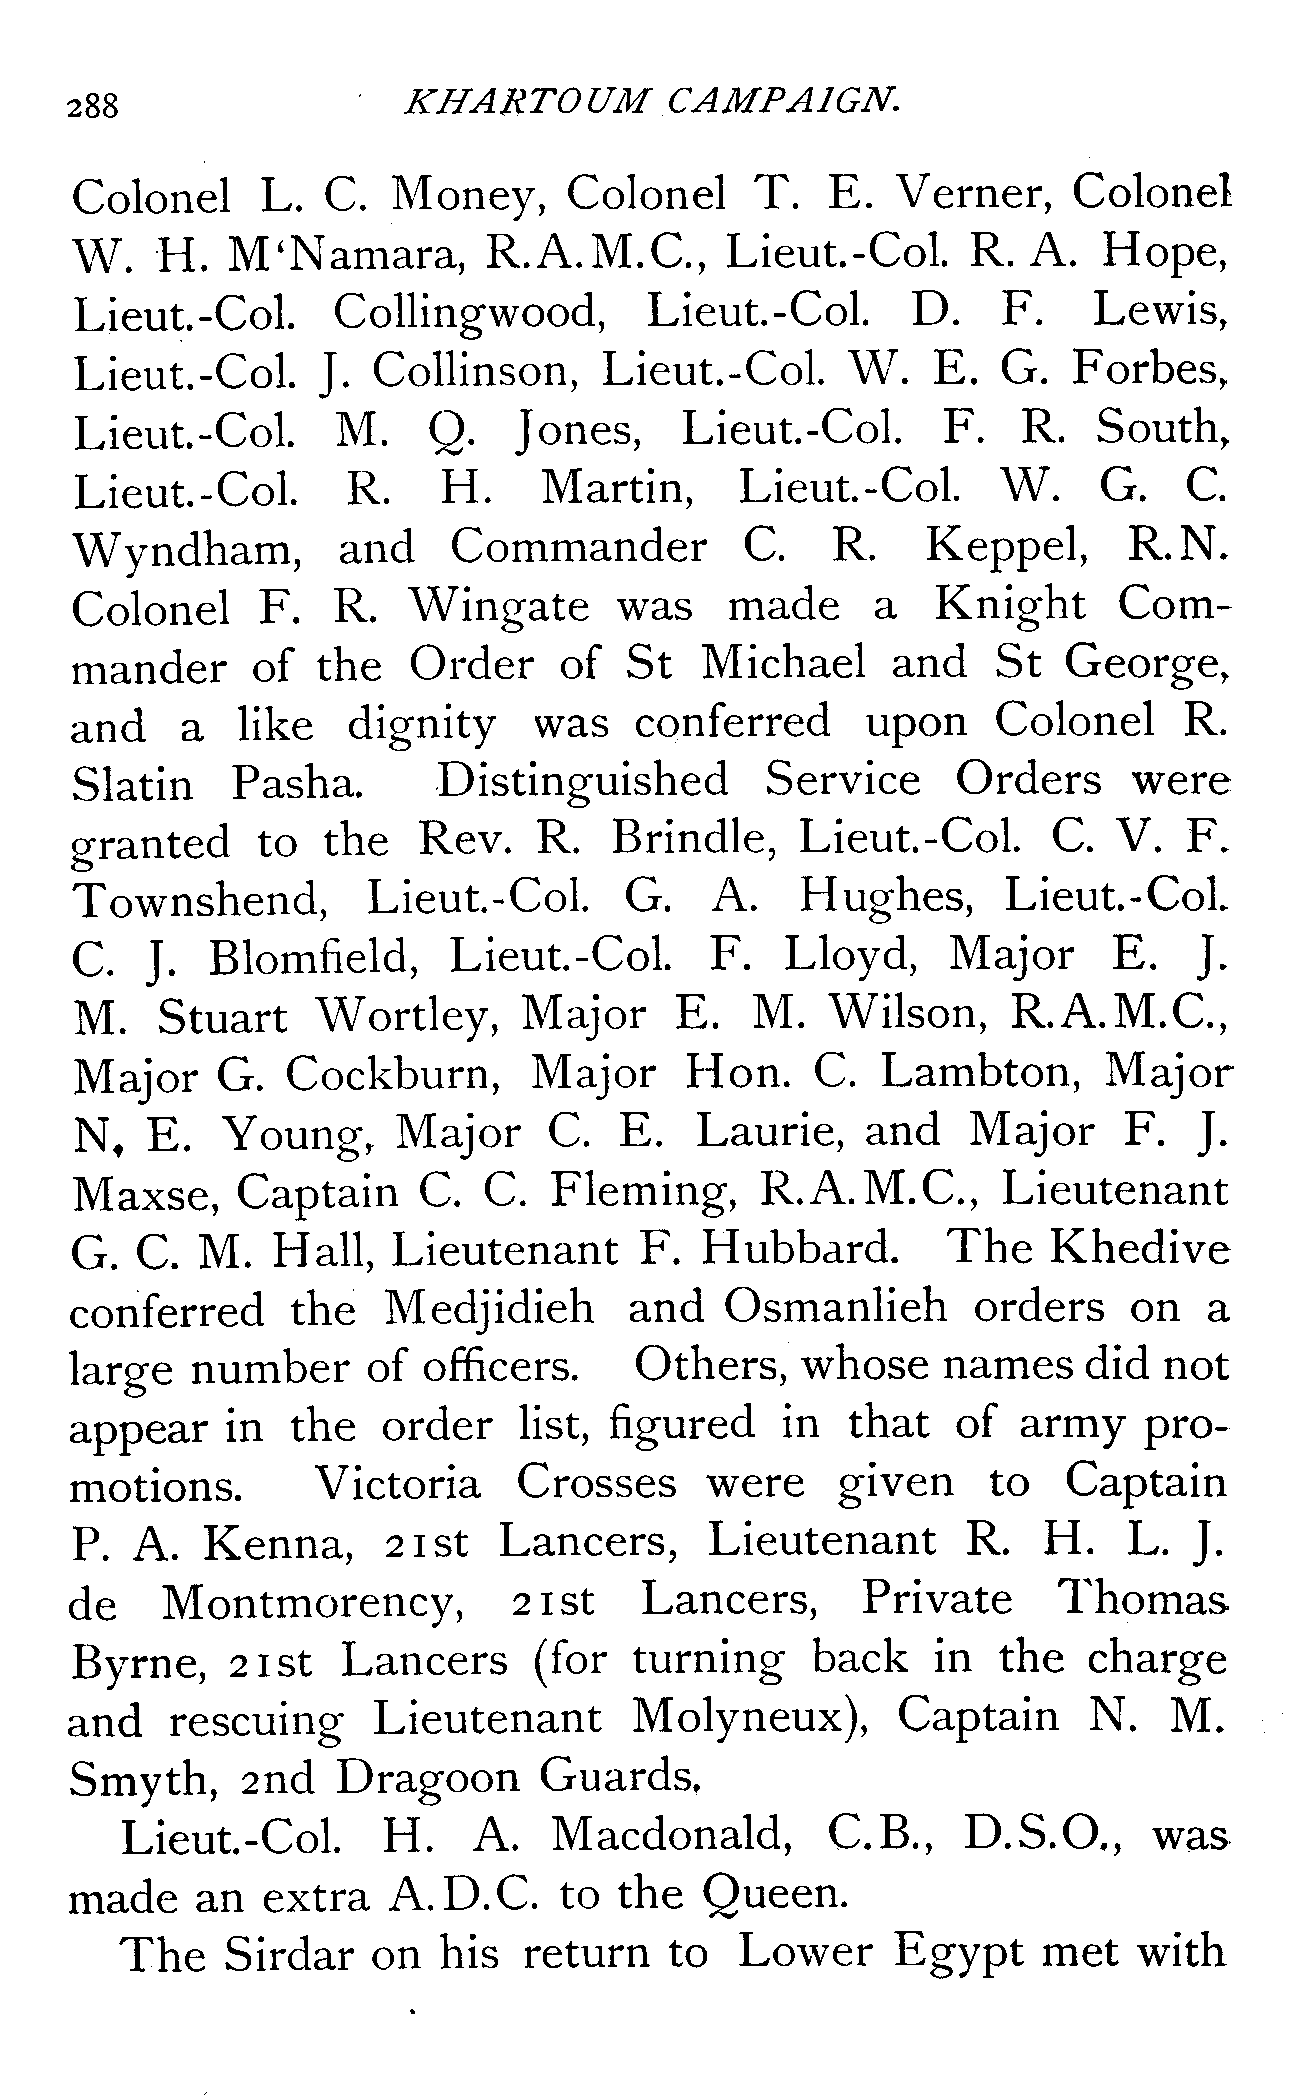 288 KHARTOUM CAMPAIGN.
Colonel L. C. Money, Colonel T. E. Verner, Colonel
W. H. M‘Namara, R.A.M.C., Lieut.-Col. R. A. Hope,
Lieut.-Col. Collingwood, Lieut.-Col. D. F. Lewis,
Lieut.-Col. J. Collinson, Lieut.-Col. W. E. G. Forbes,
Lieut.-Col. M. Q. Jones, Lieut.-Col. F. R. South,
Lieut.-Col. R. H. Martin, Lieut.-Col. W. G. C.
Wyndham, and Commander C. R. Keppel, R.N.
Colonel F. R. Wingate was made a Knight Com-
mander of the Order of St Michael and St George,
and a like dignity was conferred upon Colonel R.
Slatin Pasha. Distinguished Service Orders were
granted to the Rev. R. Brindle, Lieut.-Col. C. V. F.
Townshend, Lieut.-Col. G. A. Hughes, Lieut.-Col.
C. J. Blomfield, Lieut.-Col. F. Lloyd, Major E. J.
M. Stuart Wortley, Major E. M. Wilson, R.A.M.C.,
Major G. Cockburn, Major Hon. C. Lambton, Major
N, E. Young, Major C. E. Laurie, and Major F. J.
Maxse, Captain C. C. Fleming, R.A.M.C., Lieutenant
G. C. M. Hall, Lieutenant F. Hubbard. The Khedive
conferred the Medjidieh and Osmanlieh orders on a
large number of officers. Others, whose names did not
appear in the order list, figured in that of army pro-
motions. Victoria Crosses were given to Captain
P. A. Kenna, 21st Lancers, Lieutenant R. H. L. J.
de Montmorency, 21st Lancers, Private Thomas
Byrne, 21st Lancers (for turning back in the charge
and rescuing Lieutenant Molyneux), Captain N. M.
Smyth, 2nd Dragoon Guards,
Lieut.-Col. H. A. Macdonald, C.B., D.S.O., was
made an extra A.D.C. to the Queen.
The Sirdar on his return to Lower Egypt met with